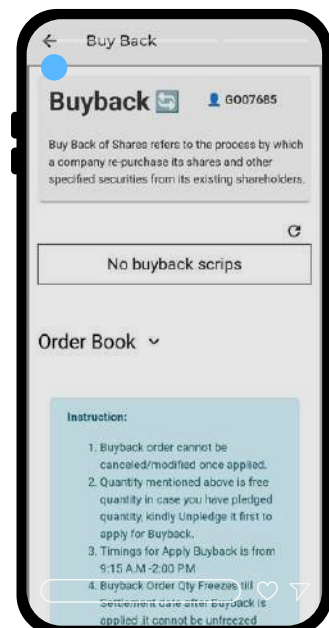 Buy Back
Buyback
GO07685
Buy Back of Shares refers to the process by which
a company re-purchase its shares and other
specified securities from its existing shareholders.
No buyback scrips
Order Book
Instruction:
1. Buyback order cannot be
canceled/modified once applied.
2. Quantity mentioned above is free
quantity in case you have pledged
quantity, kindly Unpledge it first to
apply for Buyback.
3. Timings for Apply Buyback is from
9:15 A.M -2:00 PM
4. Buyback Order Qty Freezes till
Settlement date after Buyback is
applied .it cannot be unfreezed